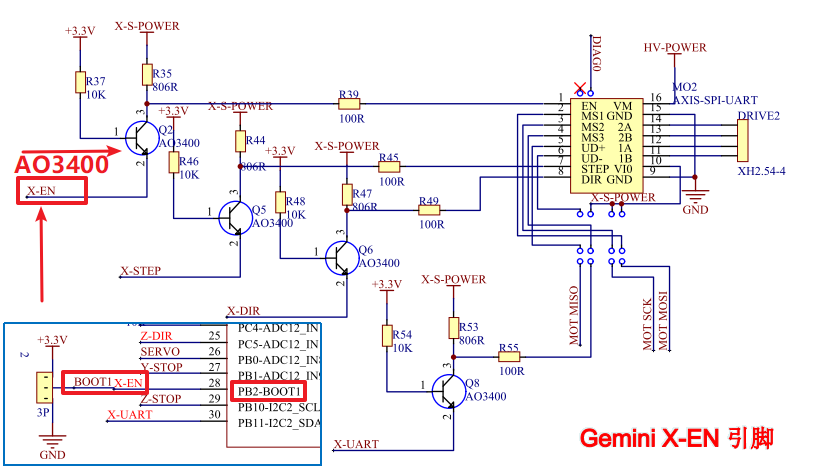 +3.3V
X-S-POWER
R37
10K
R35
806R
R39
100R
DIAG0
HV-POWER
MO2
AXIS-SPI-UART
1 EN VM 16
2 MS1 GND 15
3 MS2 2A 14
4 MS3 2B 13
5 UD+ 1A 12
6 UD- 1B 11
7 STEP VI0 10
8 DIR GND 9
DRIVE2
XH2.54-4
GND
X-S-POWER
3
1
2
Q2
AO3400
AO3400
X-EN
+3.3V
R46
10K
X-S-POWER
R44
806R
R45
100R
3
1
2
Q5
AO3400
X-STEP
+3.3V
R48
10K
X-S-POWER
R47
806R
R49
100R
3
1
2
Q6
AO3400
X-DIR
MOT MISO
MOT SCK
MOT MOSI
+3.3V
R54
10K
X-S-POWER
R53
806R
R55
100R
3
1
2
Q8
AO3400
X-UART
+3.3V
2
3P
GND
BOOT1
X-EN
PC4-ADC12_IN
Z-DIR 25 PC5-ADC12_IN
SERVO 26 PB0-ADC12_IN8
Y-STOP 27 PB1-ADC12_IN9
28 PB2-BOOT1
Z-STOP 29 PB10-I2C2_SCL
X-UART 30 PB11-I2C2_SDA
Gemini X-EN 引脚